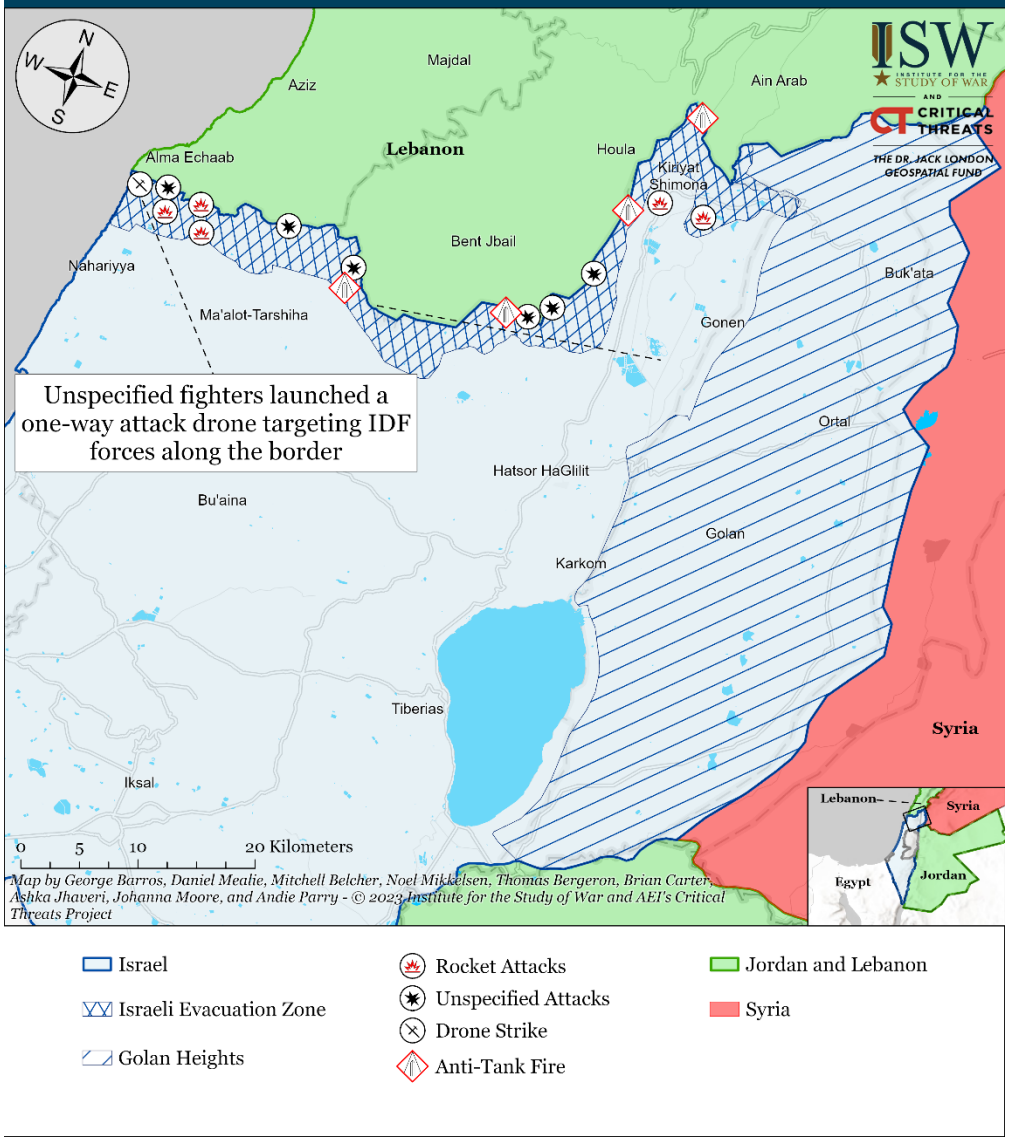 N
W
E
S
ISW
INSTITUTE FOR THE
STUDY OF WAR
AND
CT CRITICAL
THREATS
THE DR. JACK LONDON
GEOSPATIAL FUND
Majdal
Aziz
Ain Arab
Lebanon
Houla
Alma Echaab
Kiriyat
Shimona
Bent Jbail
Nahariyya
Buk'ata
Ma'alot-Tarshiha
Gonen
Unspecified fighters launched a
one-way attack drone targeting IDF
forces along the border
Ortal
Hatsor HaGlilit
Bu'aina
Golan
Karkom
Tiberias
Syria
Iksal
Lebanon
Syria
Egypt
Jordan
0 5 10 20 Kilometers
Map by George Barros, Daniel Mealie, Mitchell Belcher, Noel Mikkelsen, Thomas Bergeron, Brian Carter,
Ashka Jhaveri, Johanna Moore, and Andie Parry - © 2023 Institute for the Study of War and AEI's Critical
Threats Project
Israel
Israeli Evacuation Zone
Golan Heights
Rocket Attacks
Unspecified Attacks
Drone Strike
Anti-Tank Fire
Jordan and Lebanon
Syria